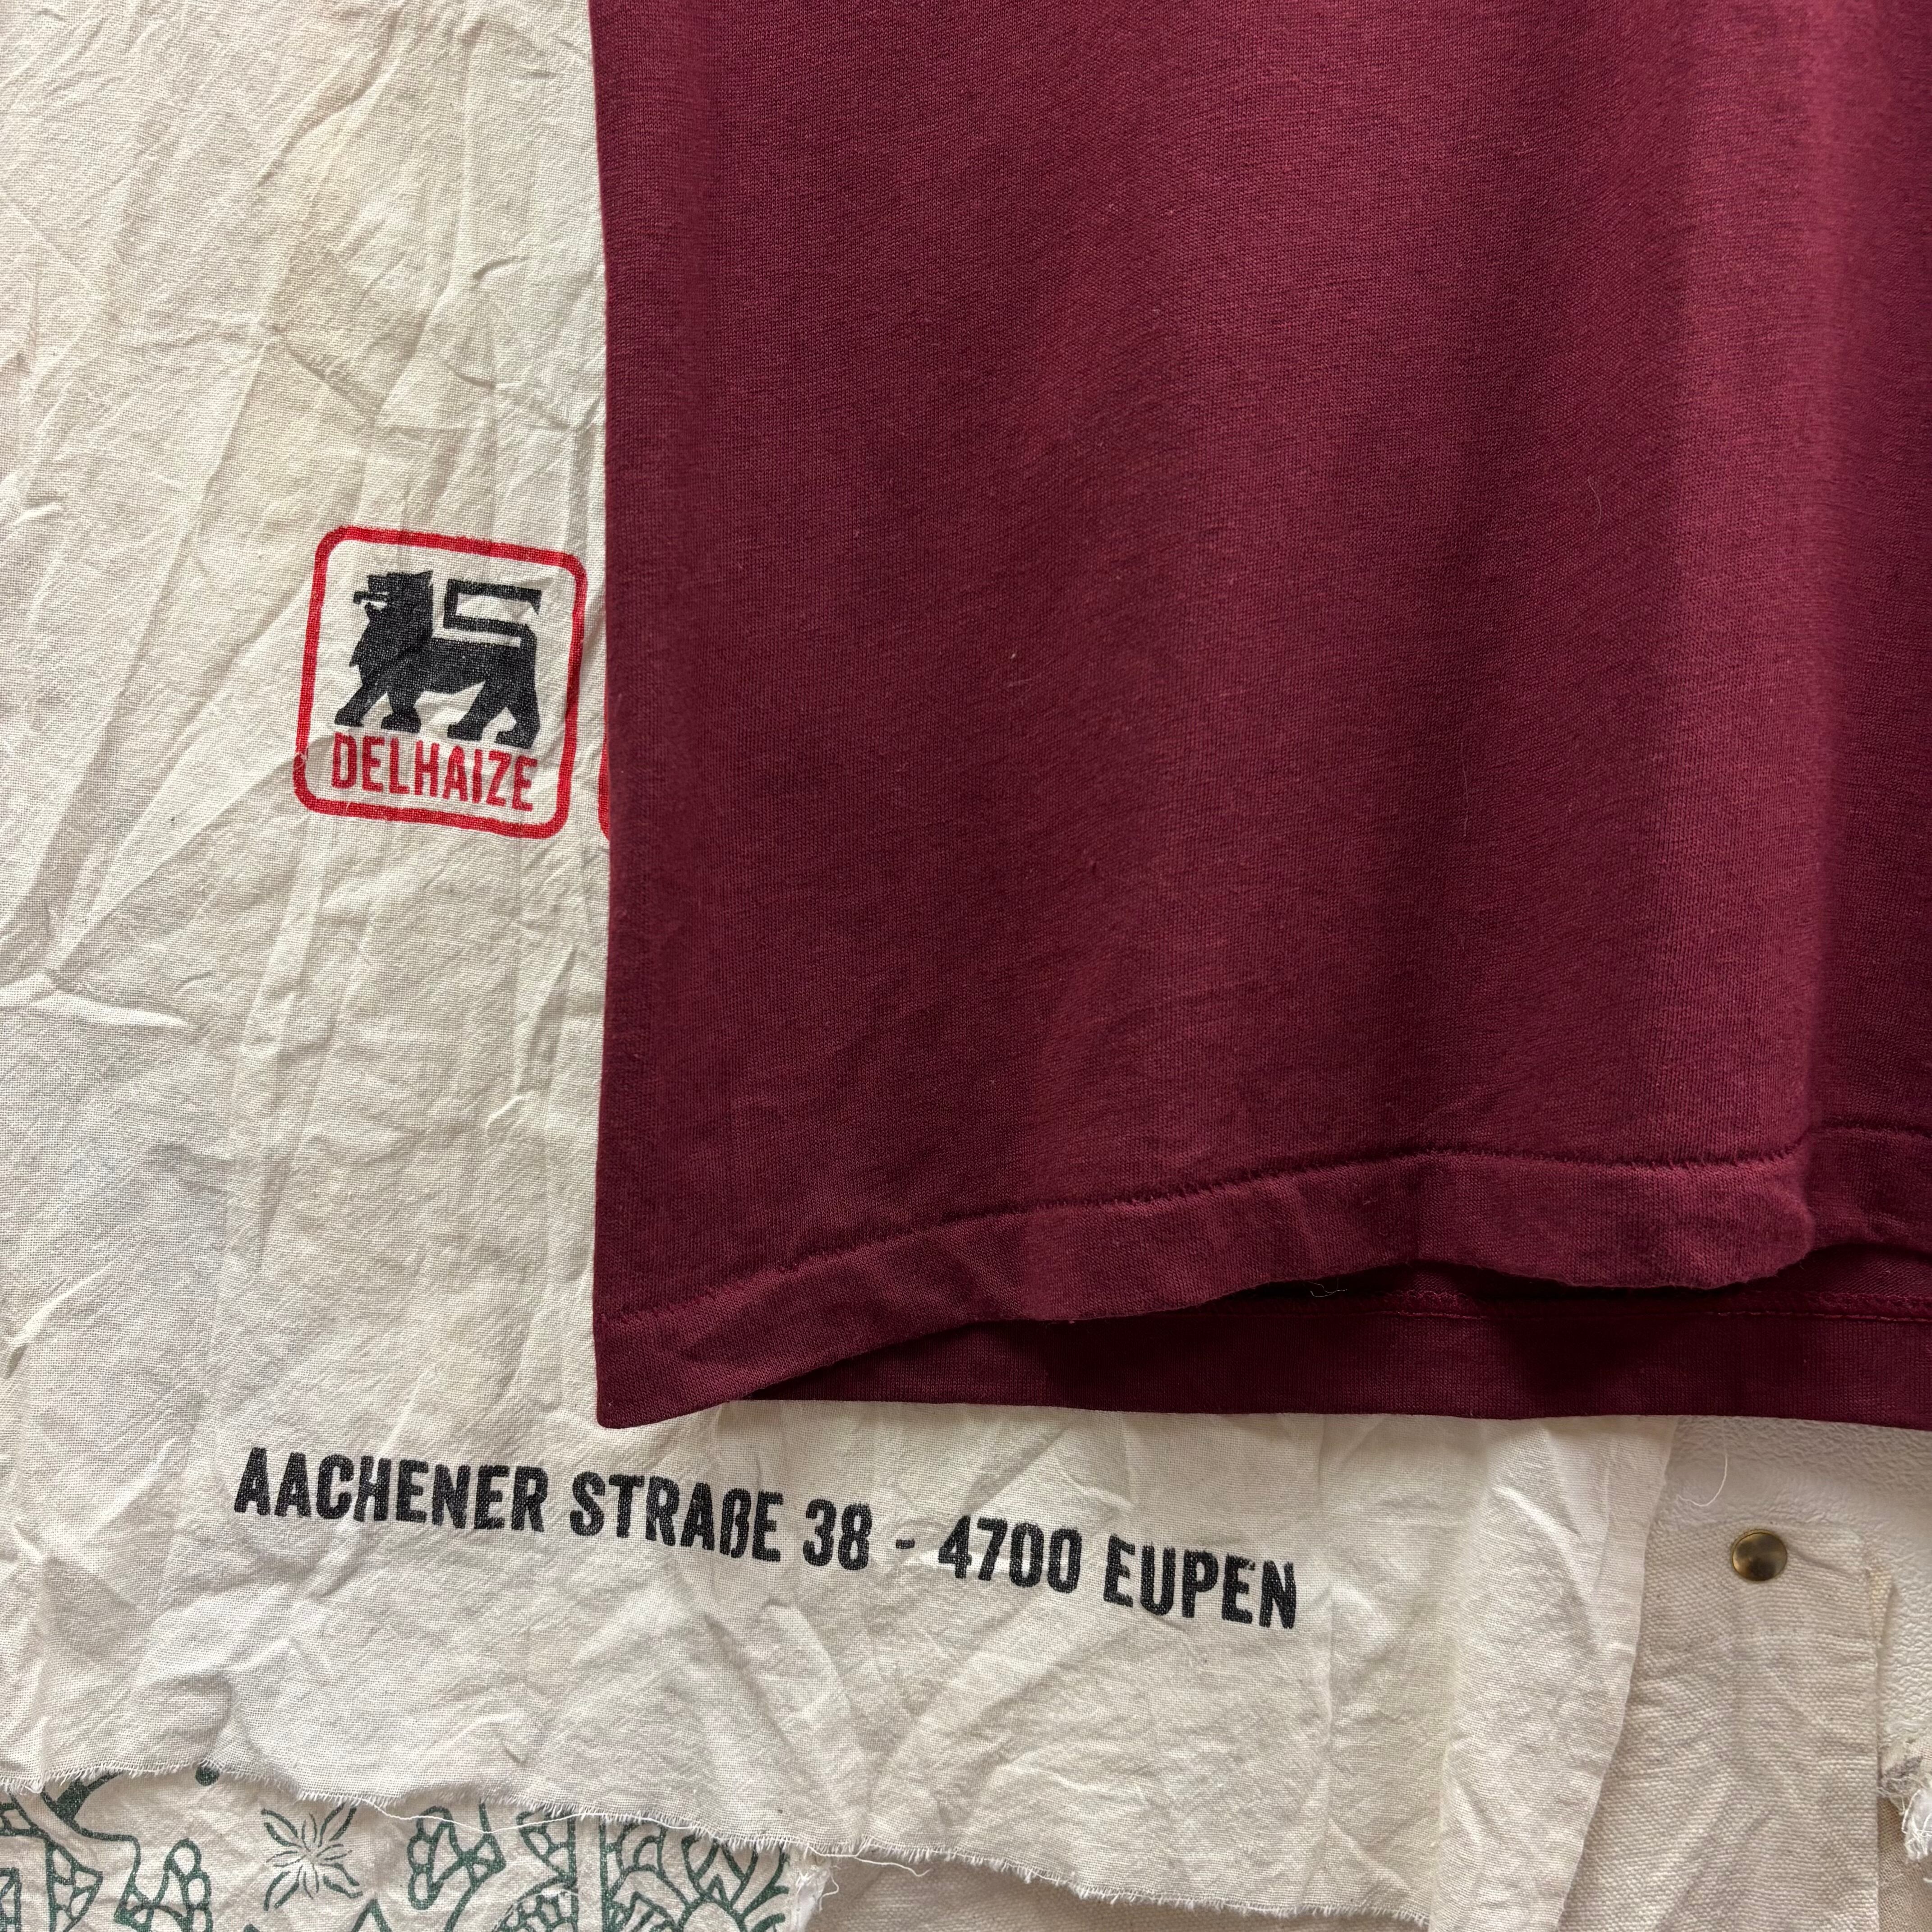 DELHAIZE
AACHENER STRAßE 38 - 4700 EUPEN